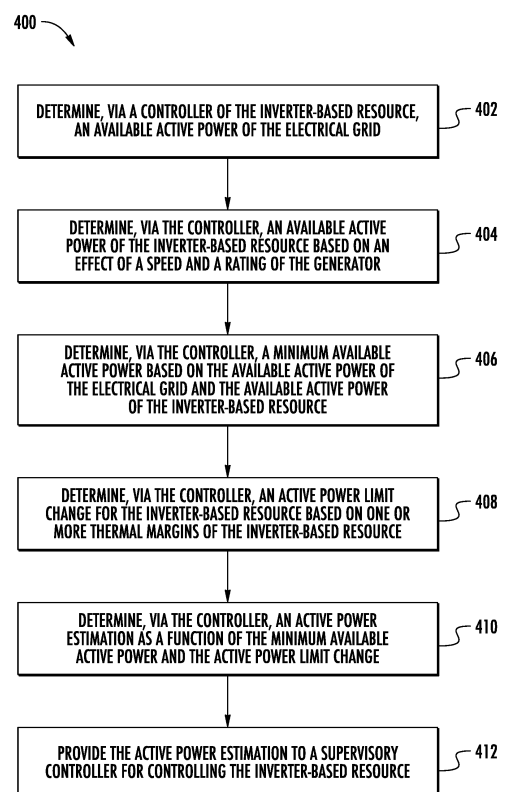 400
DETERMINE, VIA A CONTROLLER OF THE INVERTER-BASED RESOURCE,
AN AVAILABLE ACTIVE POWER OF THE ELECTRICAL GRID
402
DETERMINE, VIA THE CONTROLLER, AN AVAILABLE ACTIVE
POWER OF THE INVERTER-BASED RESOURCE BASED ON AN
EFFECT OF A SPEED AND A RATING OF THE GENERATOR
404
DETERMINE, VIA THE CONTROLLER, A MINIMUM AVAILABLE
ACTIVE POWER BASED ON THE AVAILABLE ACTIVE POWER OF
THE ELECTRICAL GRID AND THE AVAILABLE ACTIVE POWER
OF THE INVERTER-BASED RESOURCE
406
DETERMINE, VIA THE CONTROLLER, AN ACTIVE POWER LIMIT
CHANGE FOR THE INVERTER-BASED RESOURCE BASED ON ONE OR
MORE THERMAL MARGINS OF THE INVERTER-BASED RESOURCE
408
DETERMINE, VIA THE CONTROLLER, AN ACTIVE POWER
ESTIMATION AS A FUNCTION OF THE MINIMUM AVAILABLE
ACTIVE POWER AND THE ACTIVE POWER LIMIT CHANGE
410
PROVIDE THE ACTIVE POWER ESTIMATION TO A SUPERVISORY
CONTROLLER FOR CONTROLLING THE INVERTER-BASED RESOURCE
412